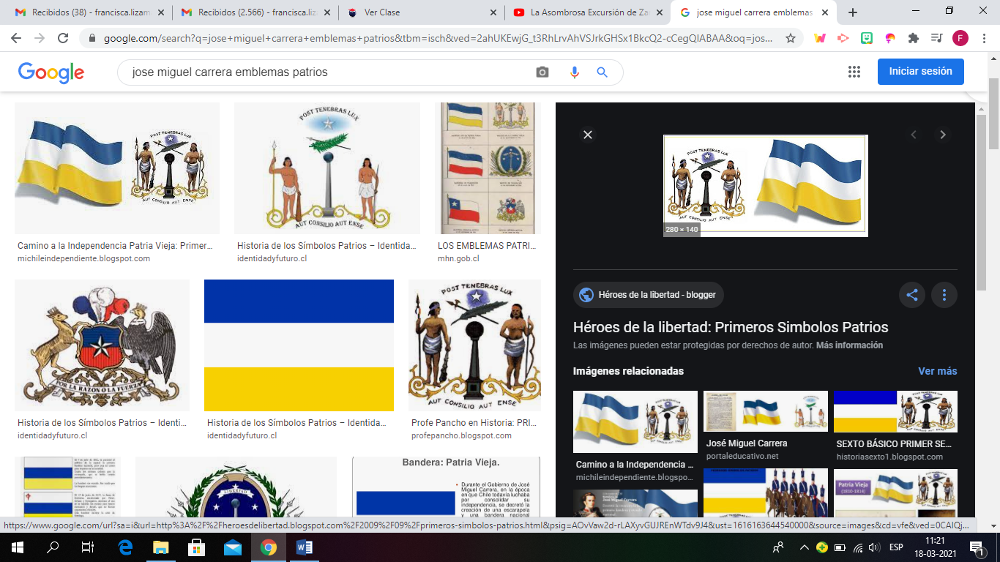 Recibidos (38) - francisca.lizam
Recibidos (2.566) - francisca.liz
Ver Clase
La Asombrosa Excursión de Za
jose miguel carrera emblemas
google.com/search?q=jose+miguel+carrera+emblemas+patrios&tbm=isch&ved=2ahUKEwjG_t3RhLrvAhVSJrkGHSx1BkcQ2-cCegQIABAA&oq=jos...
F
Google
jose miguel carrera emblemas patrios
Iniciar sesión
POST TENEBRAS LUX
AUT CONSILIO AUT ENSE
Camino a la Independencia Patria Vieja: Primer...
michileindependiente.blogspot.com
POST TENEBRAS LUX
AUT CONSILIO AUT ENSE
Historia de los Símbolos Patrios – Identida...
identidadyfuturo.cl
LOS EMBLEMAS PATRI...
mhn.gob.cl
POR LA RAZON O LA FUERZA
Historia de los Símbolos Patrios – Identi...
identidadyfuturo.cl
Historia de los Símbolos Patrios – Identida...
identidadyfuturo.cl
POST TENEBRAS LUX
AUT CONSILIO AUT ENSE
Profe Pancho en Historia: PRI...
profepancho.blogspot.com
LIBERTAD
Bandera: Patria Vieja.
Durante el Gobierno de José
Miguel Carrera, en la época
en que Chile todavía luchaba
por consolidar su
independencia, se decretó la
creación de una escarapela
y una bandera nacional
POST TENEBRAS LUX
AUT CONSILIO AUT ENSE
280 × 140
Héroes de la libertad - blogger
Héroes de la libertad: Primeros Simbolos Patrios
Las imágenes pueden estar protegidas por derechos de autor. Más información
Imágenes relacionadas
Ver más
Camino a la Independencia ...
michileindependiente.blogspo...
José Miguel Carrera
portaleducativo.net
SEXTO BÁSICO PRIMER SE...
historiasexto1.blogspot.com
José Miguel Carrera
Patria Vieja
(1810-1814)
https://www.google.com/url?sa=i&url=http%3A%2F%2Fheroesdelibertad.blogspot.com%2F2009%2F09%2Fprimeros-simbolos-patrios.html&psig=AOvVaw2d-rLAXyvGUJREnWTdv9J4&ust=1616163644540000&source=images&cd=vfe&ved=0CAIQj...
ESP
11:21
18-03-2021
1